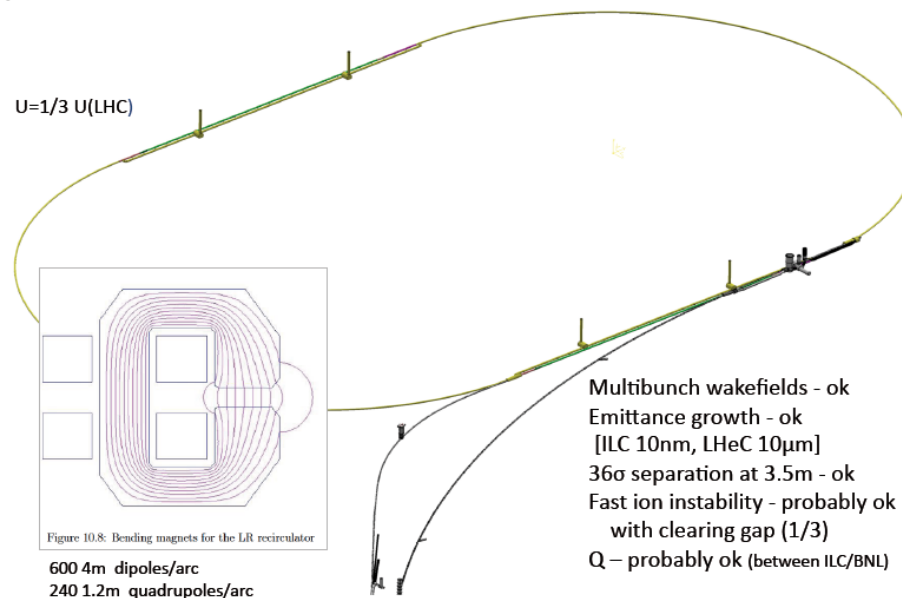 U=1/3 U(LHC)
Multibunch wakefields - ok
Emittance growth - ok
[ILC 10nm, LHeC 10μm]
36σ separation at 3.5m - ok
Fast ion instability - probably ok
with clearing gap (1/3)
Q – probably ok (between ILC/BNL)
Figure 10.8: Bending magnets for the LR recirculator
600 4m dipoles/arc
240 1.2m quadrupoles/arc